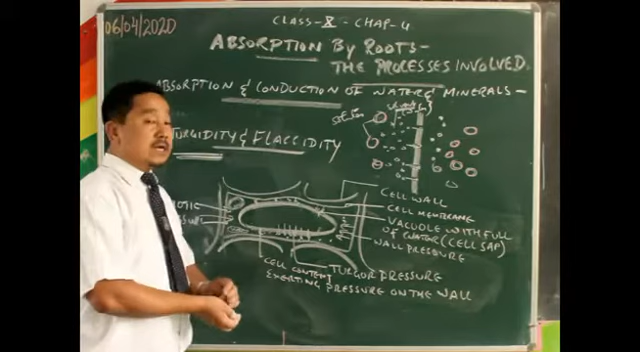 06/04/2020
CLASS-X - CHAP-4
ABSORPTION By ROOTS-
THE PROCESSES INVOLVED.
ABSORPTION & CONDUCTION OF WATER & MINERALS -
TURGIDITY & FLACCIDITY
CELL WALL
CELL MEMBRANE
VACUOLE WITH FULL
OF WATER (CELL SAP)
WALL PRESSURE
CELL CONTENT
TURGOR PRESSURE
EXERTING PRESSURE ON THE WALL